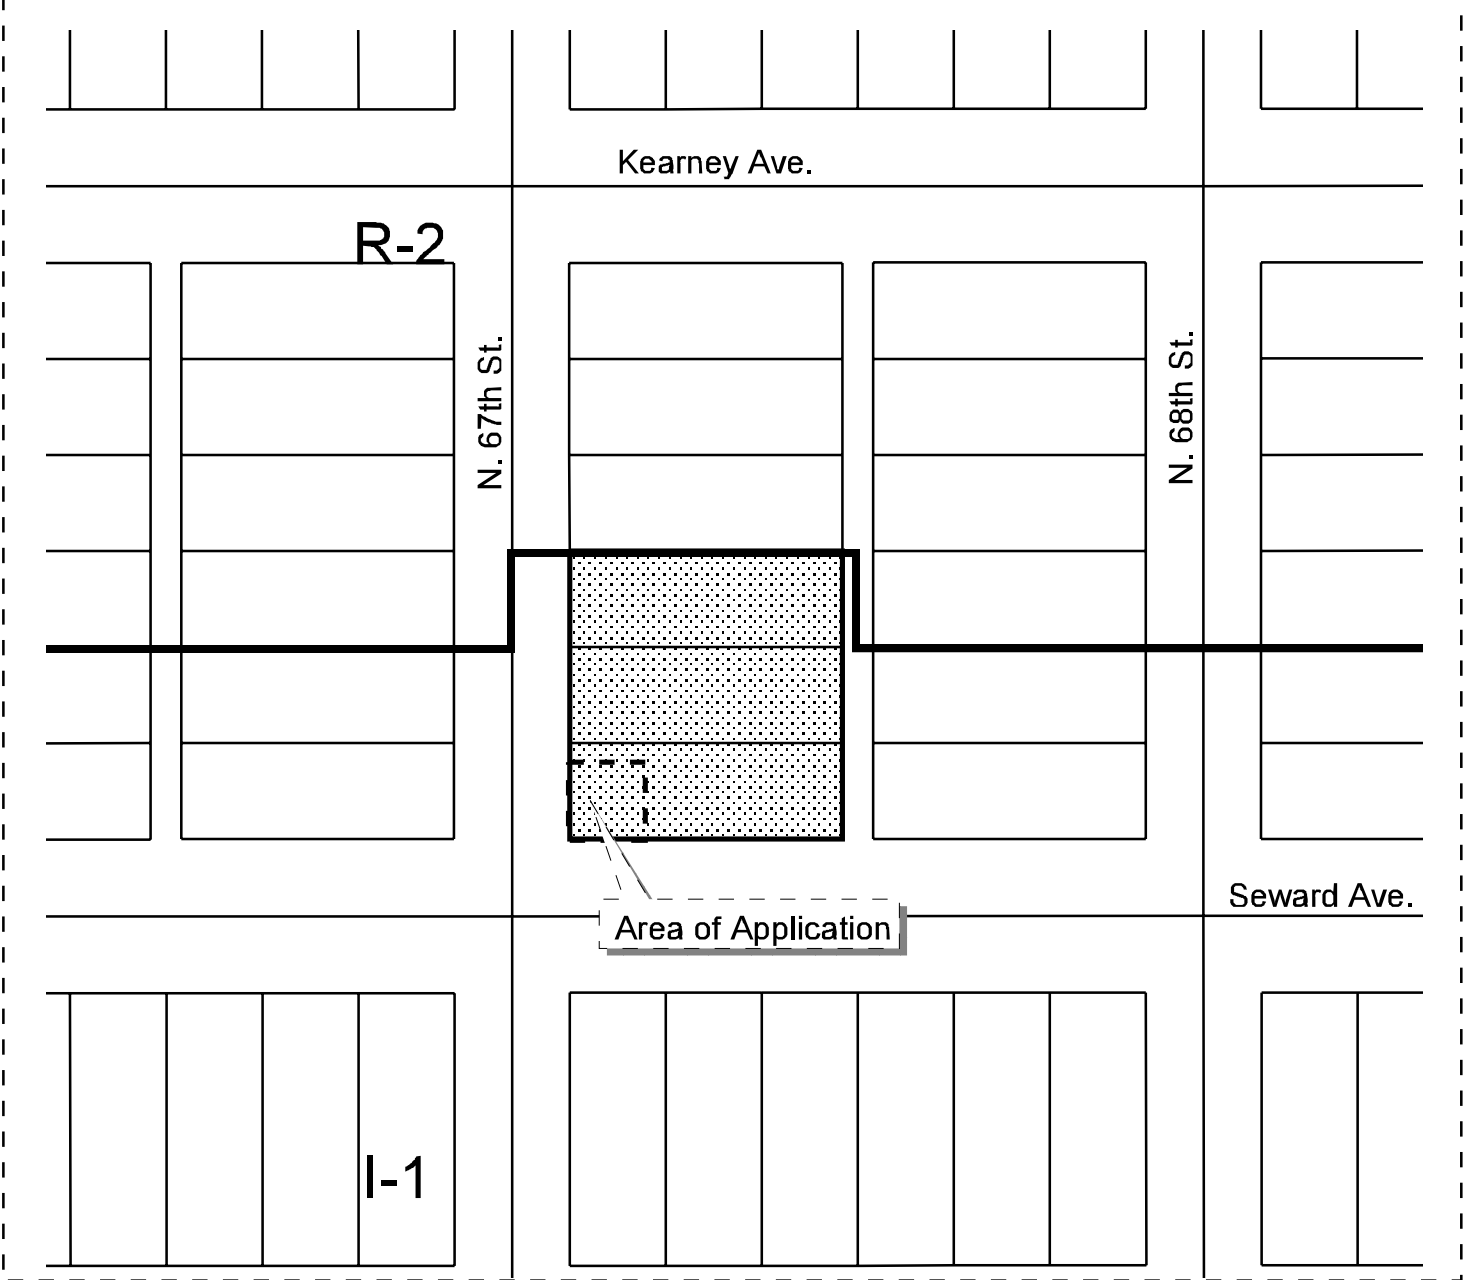 Kearney Ave.
R-2
N. 67th St.
N. 68th St.
Seward Ave.
Area of Application
I-1